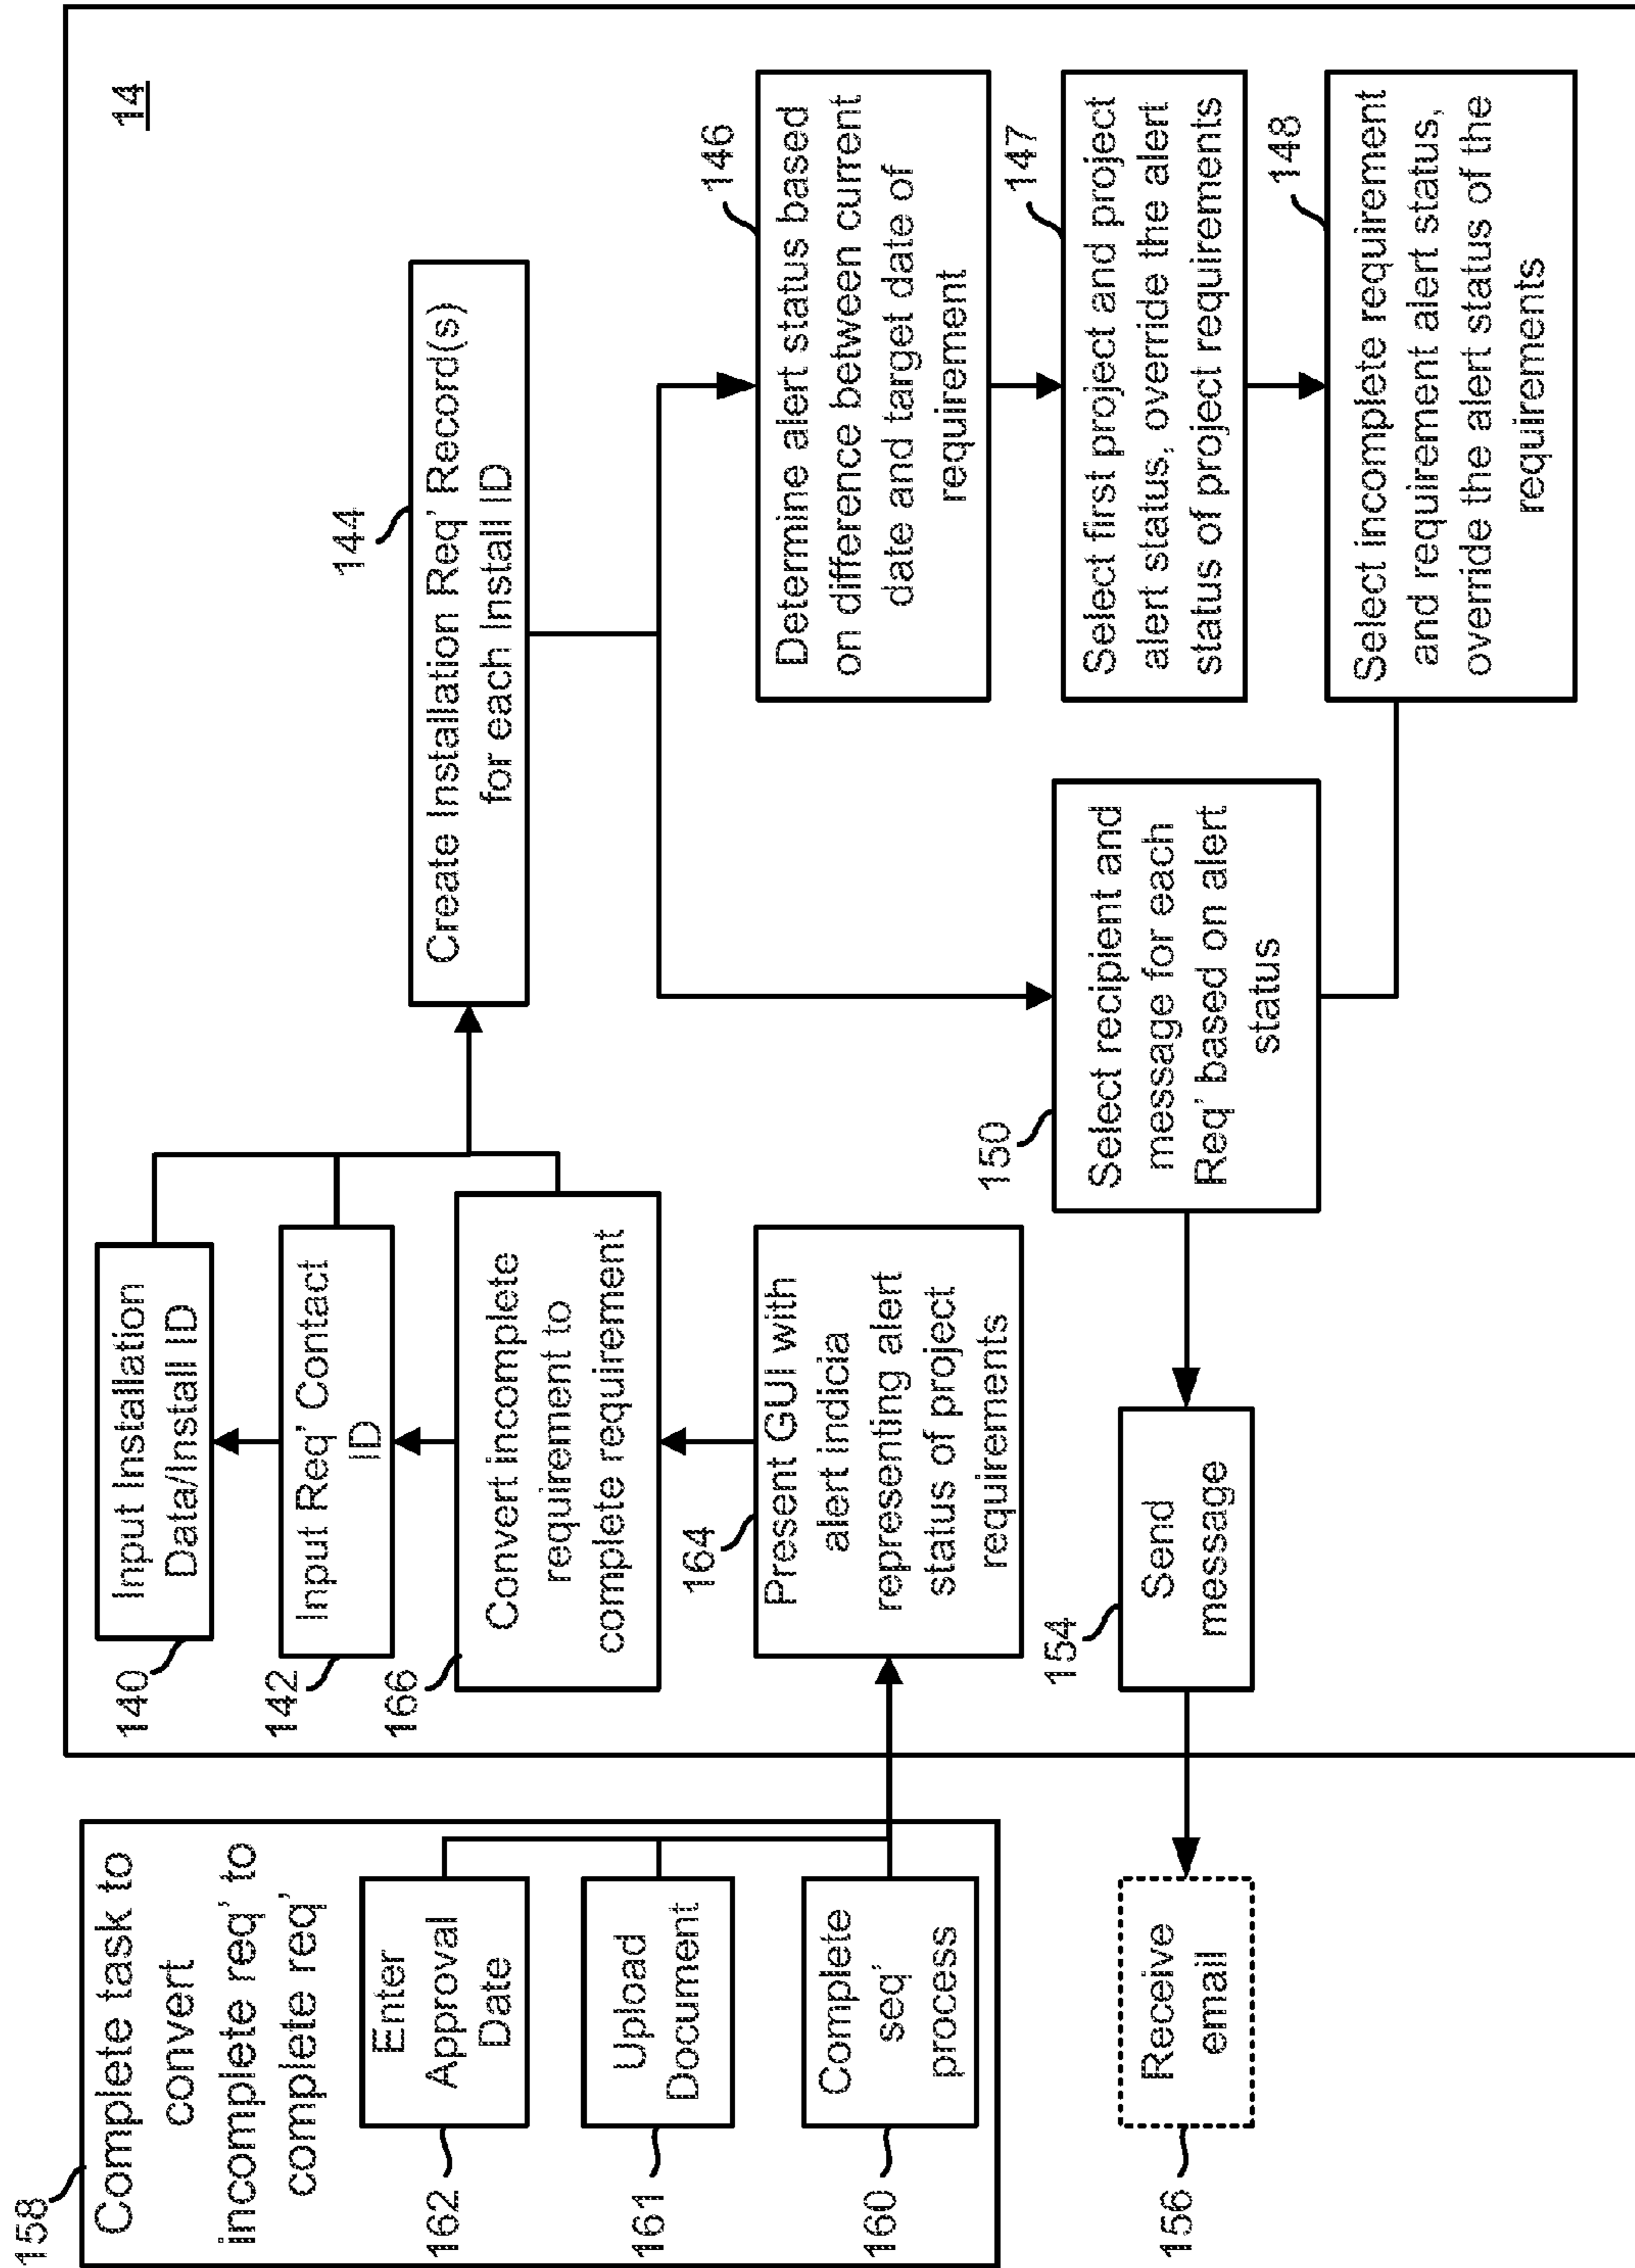 158
Complete task to
convert
incomplete req' to
complete req'
162
Enter
Approval
Date
161
Upload
Document
160
Complete
seq'
process
156
Receive
email
14
140
Input Installation
Data/Install ID
142
Input Req' Contact
ID
166
Convert incomplete
requirement to
complete requirement
164
Present GUI with
alert indicia
representing alert
status of project
requirements
154
Send
message
144
Create Installation Req' Record(s)
for each Install ID
150
Select recipient and
message for each
Req' based on alert
status
146
Determine alert status based
on difference between current
date and target date of
requirement
147
Select first project and project
alert status, override the alert
status of project requirements
148
Select incomplete requirement
and requirement alert status,
override the alert status of the
requirements